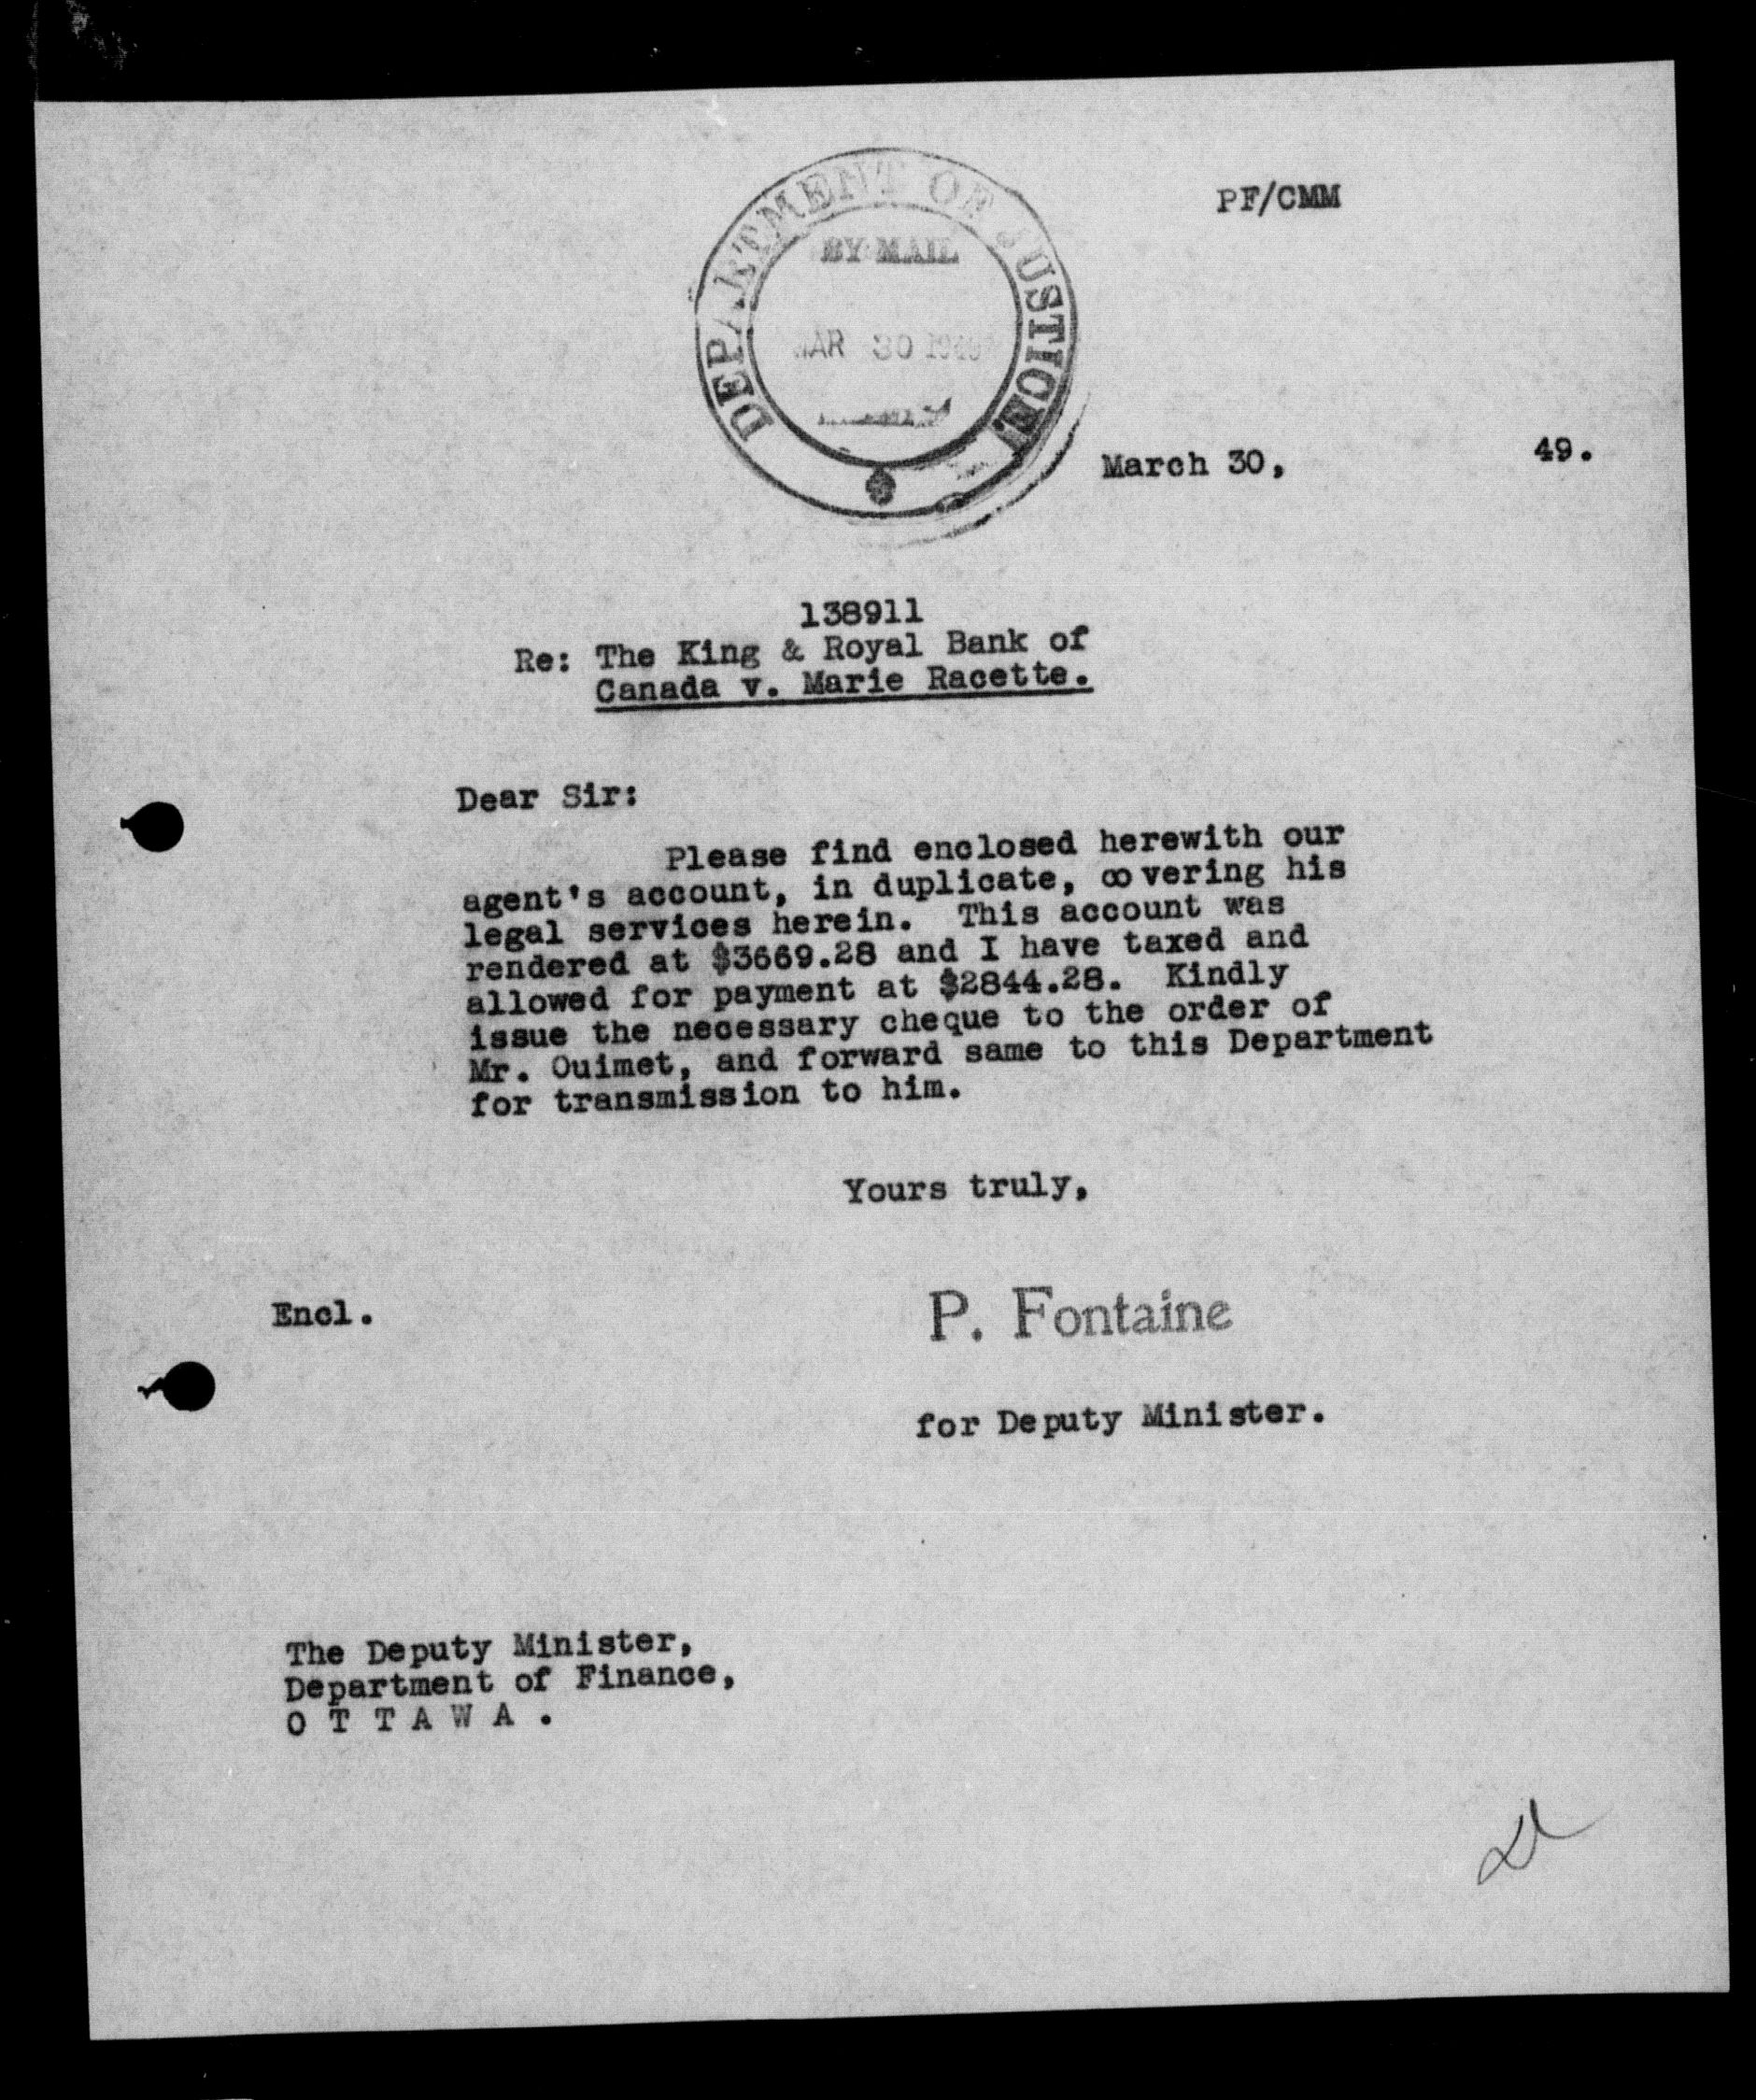 PF/CMM
DEPARTMENT OF JUSTICE
BY MAIL
MAR 30
March 30, 49.
138911
Re: The King & Royal Bank of
Canada v. Marie Racette.
Dear Sir:
Please find enclosed herewith our
agent's account, in duplicate, covering his
legal services herein. This account was
rendered at $3669.28 and I have taxed and
allowed for payment at $2844.28. Kindly
issue the necessary cheque to the order of
Mr. Ouimet, and forward same to this Department
for transmission to him.
Yours truly,
Encl.
P. Fontaine
for Deputy Minister.
The Deputy Minister,
Department of Finance,
O T T A W A .